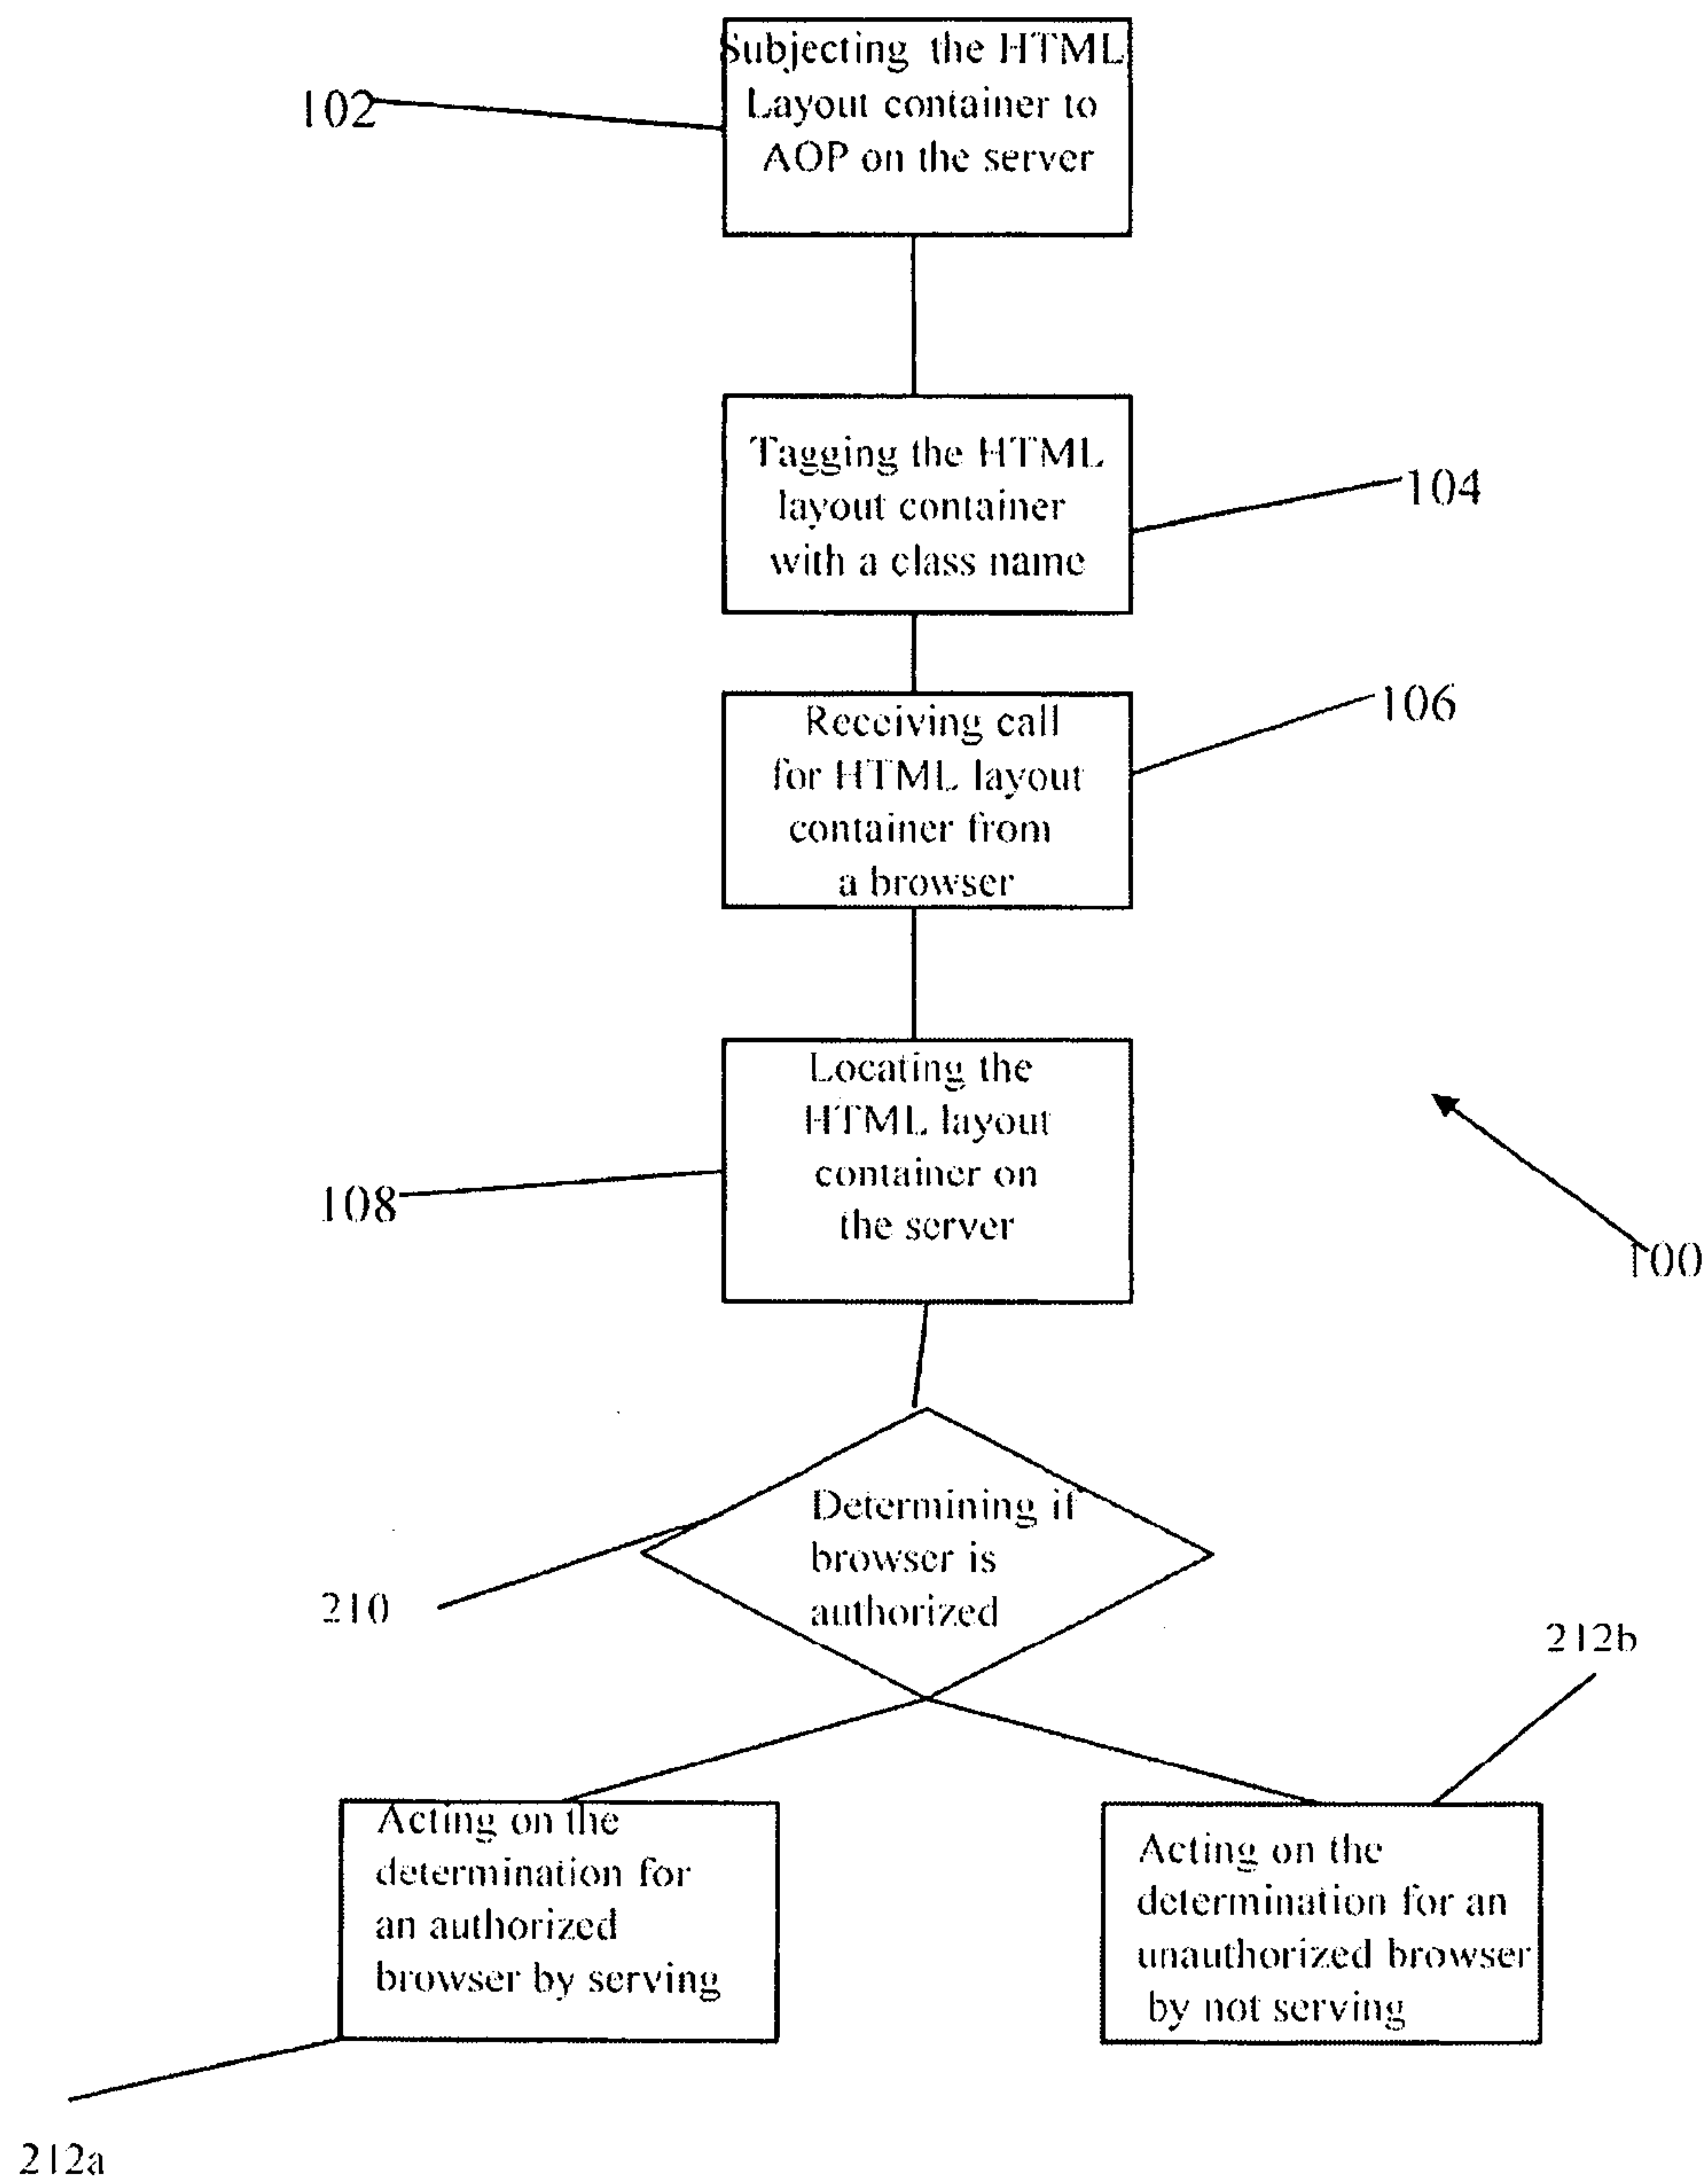 Subjecting the HTML
Layout container to
AOP on the server
102
Tagging the HTML
layout container
with a class name
104
Receiving call
for HTML layout
container from
a browser
106
Locating the
HTML layout
container on
the server
108
100
Determining if
browser is
authorized
210
212b
Acting on the
determination for
an authorized
browser by serving
Acting on the
determination for an
unauthorized browser
by not serving
212a